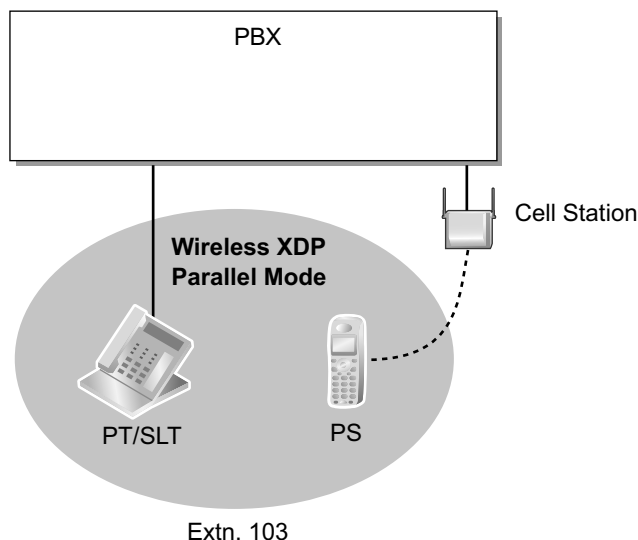 PBX
Cell Station
Wireless XDP
Parallel Mode
PT/SLT
PS
Extn. 103